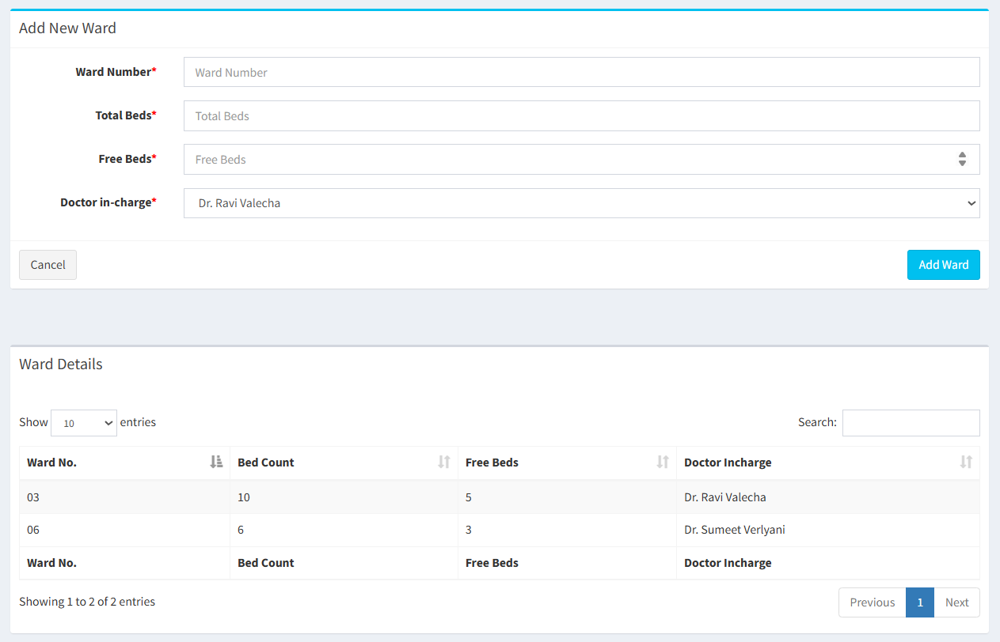 Add New Ward
Ward Number* Ward Number
Total Beds* Total Beds
Free Beds* Free Beds
Doctor in-charge* Dr. Ravi Valecha
Cancel Add Ward
Ward Details
Show 10 entries Search:
Ward No. Bed Count Free Beds Doctor Incharge
03 10 5 Dr. Ravi Valecha
06 6 3 Dr. Sumeet Verlyani
Ward No. Bed Count Free Beds Doctor Incharge
Showing 1 to 2 of 2 entries Previous 1 Next